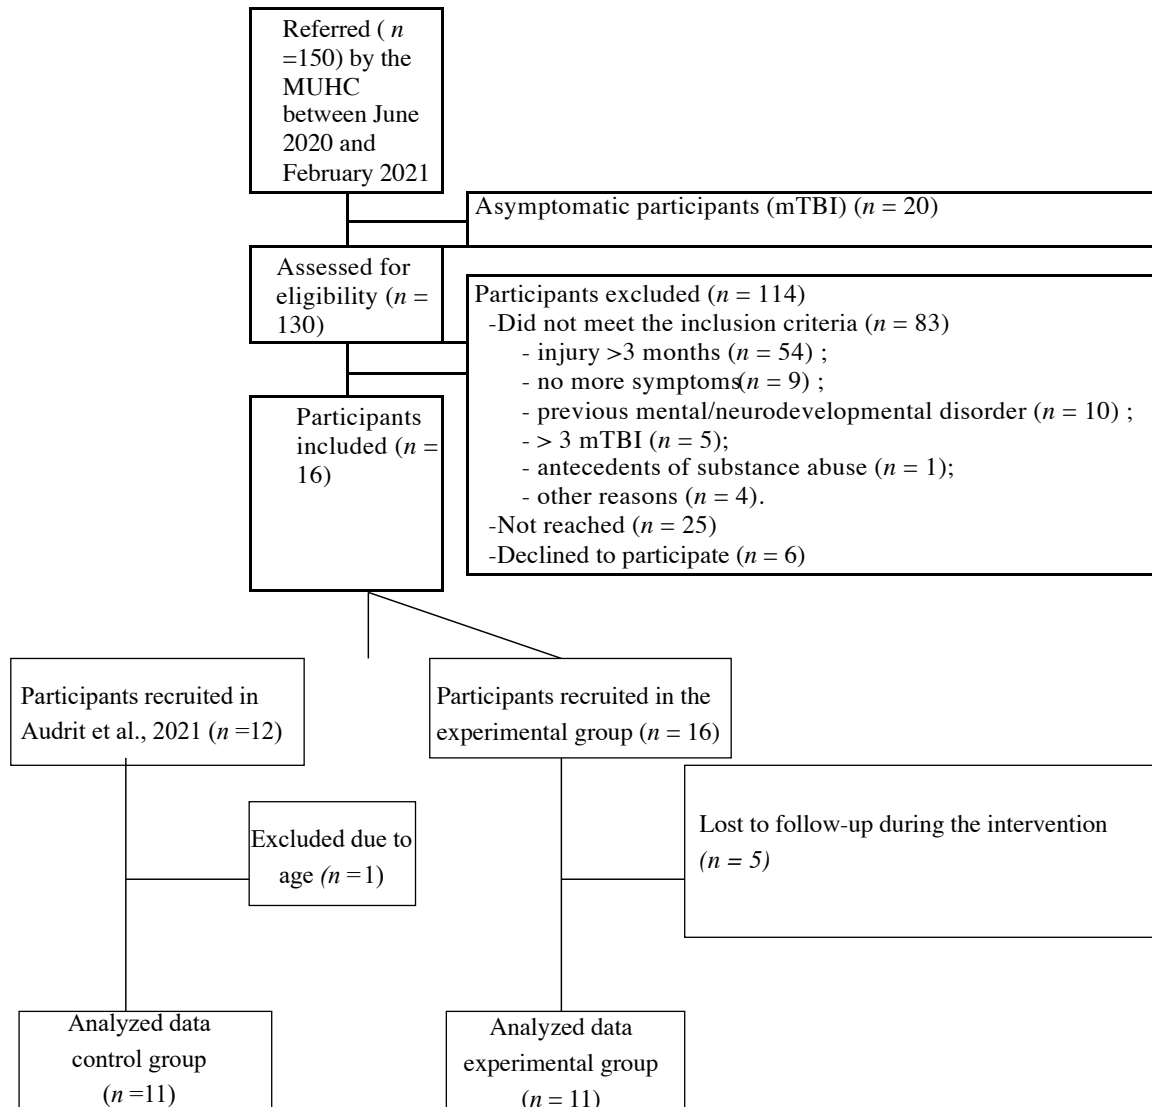 Referred ( n
=150) by the
MUHC
between June
2020 and
February 2021
Asymptomatic participants (mTBI) (n = 20)
Assessed for
eligibility (n =
130)
Participants excluded (n = 114)
-Did not meet the inclusion criteria (n = 83)
- injury >3 months (n = 54) ;
- no more symptoms(n = 9) ;
- previous mental/neurodevelopmental disorder (n = 10) ;
- > 3 mTBI (n = 5);
- antecedents of substance abuse (n = 1);
- other reasons (n = 4).
-Not reached (n = 25)
-Declined to participate (n = 6)
Participants
included (n =
16)
Participants recruited in
Audrit et al., 2021 (n =12)
Participants recruited in the
experimental group (n = 16)
Excluded due to
age (n =1)
Lost to follow-up during the intervention
(n = 5)
Analyzed data
control group
(n =11)
Analyzed data
experimental group
(n = 11)